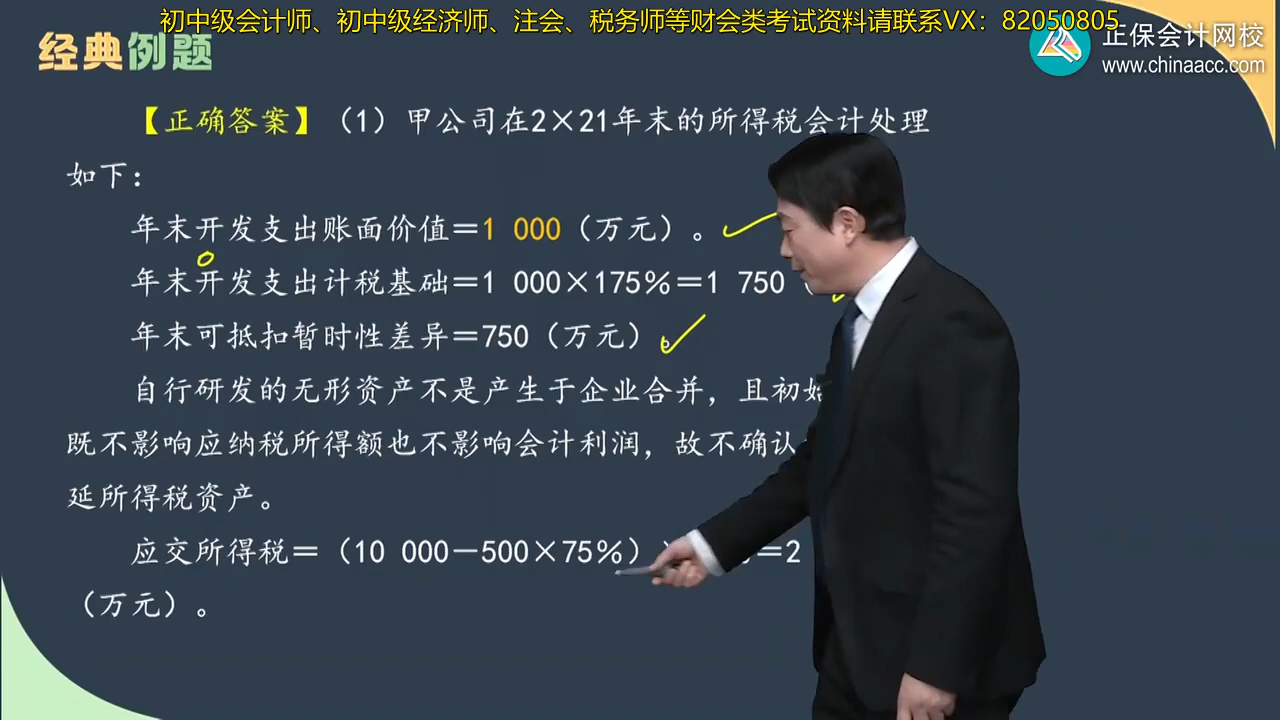 初中级会计师、初中级经济师、注会、税务师等财会类考试资料请联系VX：82050805
经典例题
正保会计网校
www.chinaacc.com
【正确答案】（1）甲公司在2×21年末的所得税会计处理
如下：
年末开发支出账面价值＝1 000（万元）。
年末开发支出计税基础＝1 000×175％＝1 750
年末可抵扣暂时性差异＝750（万元）。
自行研发的无形资产不是产生于企业合并，且初始
既不影响应纳税所得额也不影响会计利润，故不确认
延所得税资产。
应交所得税＝（10 000－500×75％）
＝2
（万元）。